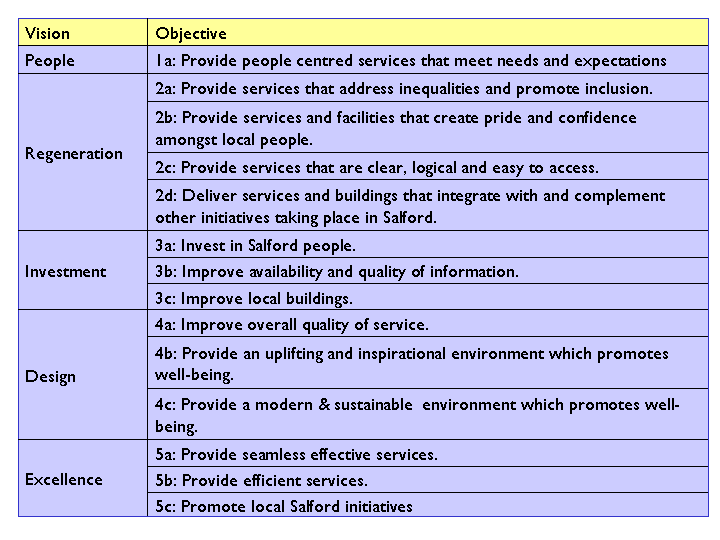 Vision Objective
People 1a: Provide people centred services that meet needs and expectations
Regeneration
2a: Provide services that address inequalities and promote inclusion.
2b: Provide services and facilities that create pride and confidence
amongst local people.
2c: Provide services that are clear, logical and easy to access.
2d: Deliver services and buildings that integrate with and complement
other initiatives taking place in Salford.
Investment
3a: Invest in Salford people.
3b: Improve availability and quality of information.
3c: Improve local buildings.
Design
4a: Improve overall quality of service.
4b: Provide an uplifting and inspirational environment which promotes
well-being.
4c: Provide a modern & sustainable  environment which promotes well-
being.
Excellence
5a: Provide seamless effective services.
5b: Provide efficient services.
5c: Promote local Salford initiatives